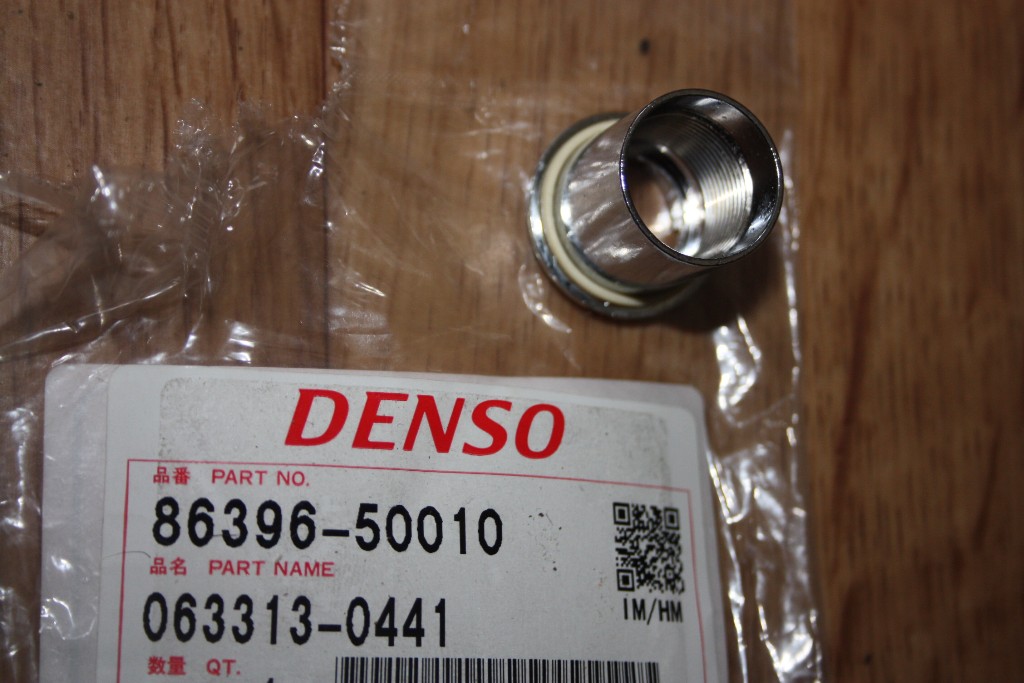 DENSO
品番 PART NO.
86396-50010
品名 PART NAME
063313-0441
IM/HM
数量 QT.